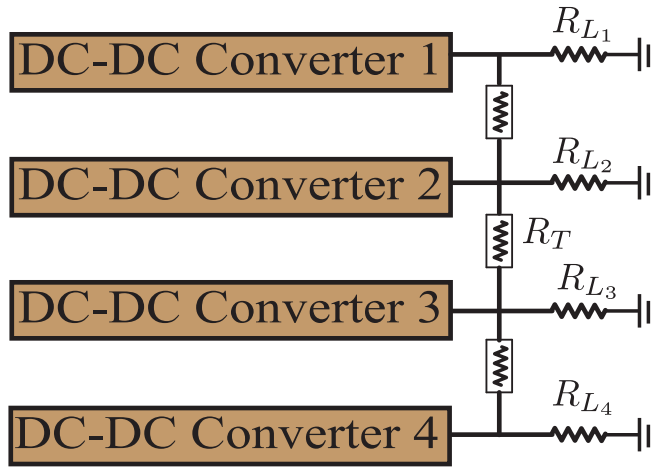 DC-DC Converter 1
R_{L_1}
DC-DC Converter 2
R_{L_2}
R_T
DC-DC Converter 3
R_{L_3}
DC-DC Converter 4
R_{L_4}